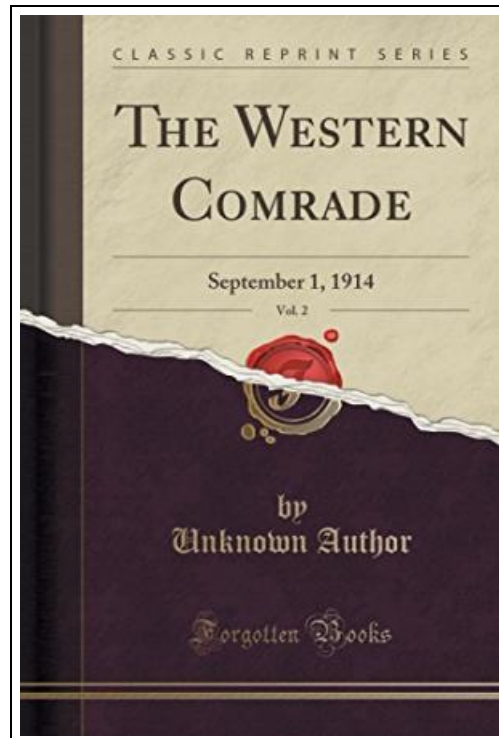 CLASSIC REPRINT SERIES
THE WESTERN
COMRADE
September 1, 1914
Vol. 2
by
Unknown Author
Forgotten Books